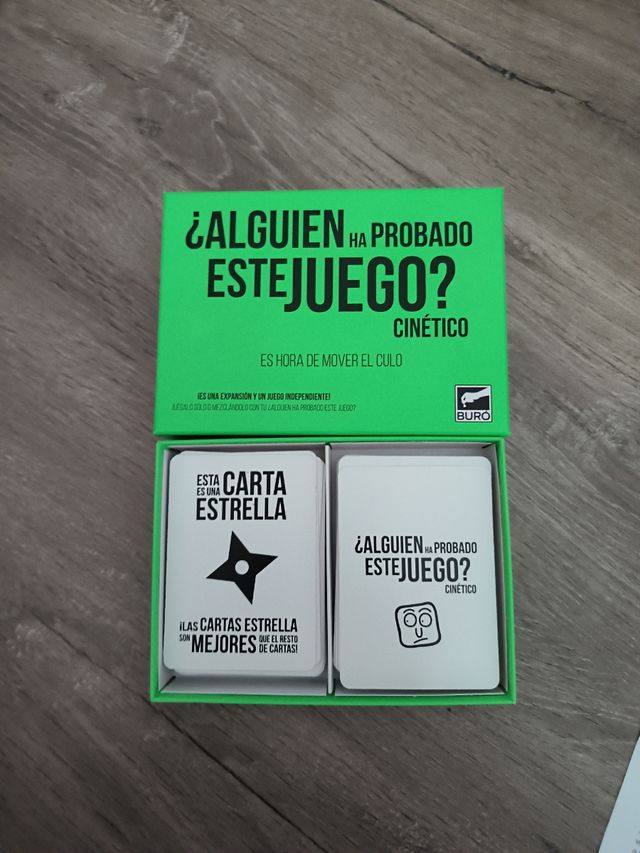 ¿ALGUIEN HA PROBADO
ESTE JUEGO?
CINÉTICO
ES HORA DE MOVER EL CULO
¡ES UNA EXPANSIÓN Y UN JUEGO INDEPENDIENTE!
JUÉGALO SOLO O MEZCLÁNDOLO CON TU ¿ALGUIEN HA PROBADO ESTE JUEGO?
BURÓ
ESTA ES UNA CARTA
ESTRELLA
¡LAS CARTAS ESTRELLA
SON MEJORES QUE EL RESTO DE CARTAS!
¿ALGUIEN HA PROBADO
ESTE JUEGO?
CINÉTICO